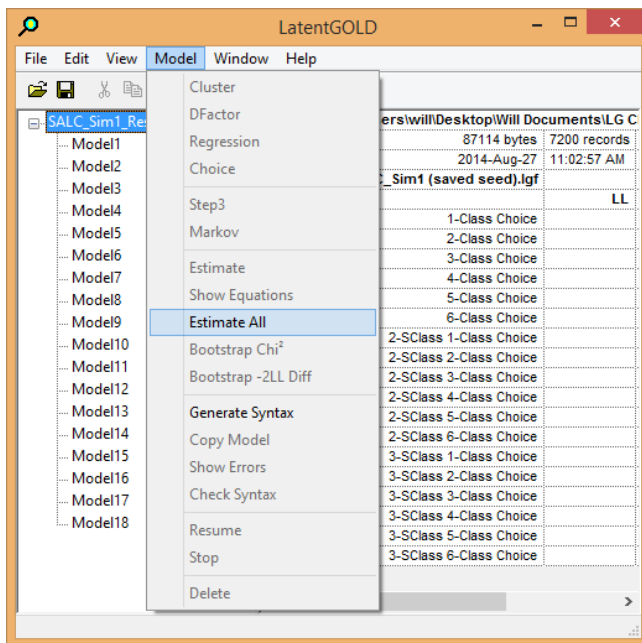 LatentGOLD
File Edit View Model Window Help
SALC_Sim1_Re
Model1
Model2
Model3
Model4
Model5
Model6
Model7
Model8
Model9
Model10
Model11
Model12
Model13
Model14
Model15
Model16
Model17
Model18
Cluster
DFactor
Regression
Choice
Step3
Markov
Estimate
Show Equations
Estimate All
Bootstrap Chi²
Bootstrap -2LL Diff
Generate Syntax
Copy Model
Show Errors
Check Syntax
Resume
Stop
Delete
ers\will\Desktop\Will Documents\LG C
87114 bytes 7200 records
2014-Aug-27 11:02:57 AM
C_Sim1 (saved seed).lgf
LL
1-Class Choice
2-Class Choice
3-Class Choice
4-Class Choice
5-Class Choice
6-Class Choice
2-SClass 1-Class Choice
2-SClass 2-Class Choice
2-SClass 3-Class Choice
2-SClass 4-Class Choice
2-SClass 5-Class Choice
2-SClass 6-Class Choice
3-SClass 1-Class Choice
3-SClass 2-Class Choice
3-SClass 3-Class Choice
3-SClass 4-Class Choice
3-SClass 5-Class Choice
3-SClass 6-Class Choice